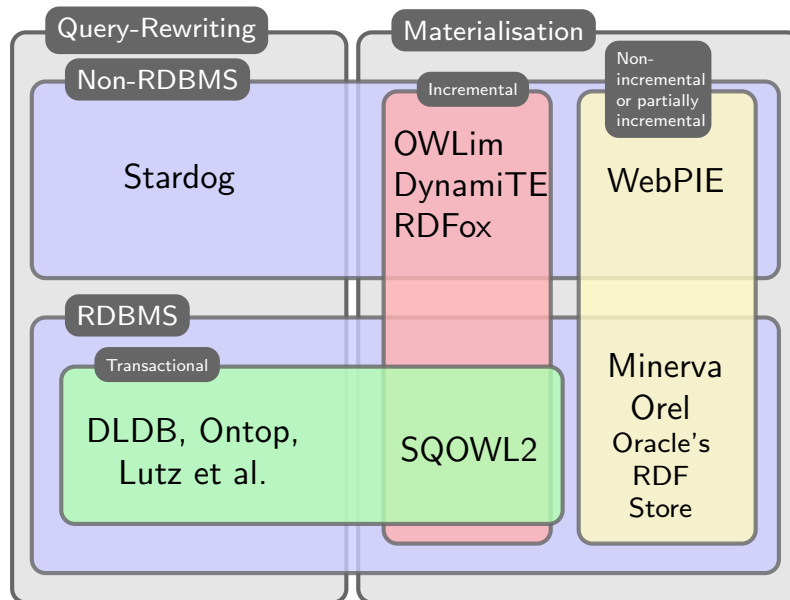 Query-Rewriting
Materialisation
Non-RDBMS
Incremental
Non-
incremental
or partially
incremental
Stardog
OWLim
DynamiTE
RDFox
WebPIE
RDBMS
Transactional
DLDB, Ontop,
Lutz et al.
SQOWL2
Minerva
Orel
Oracle's
RDF
Store